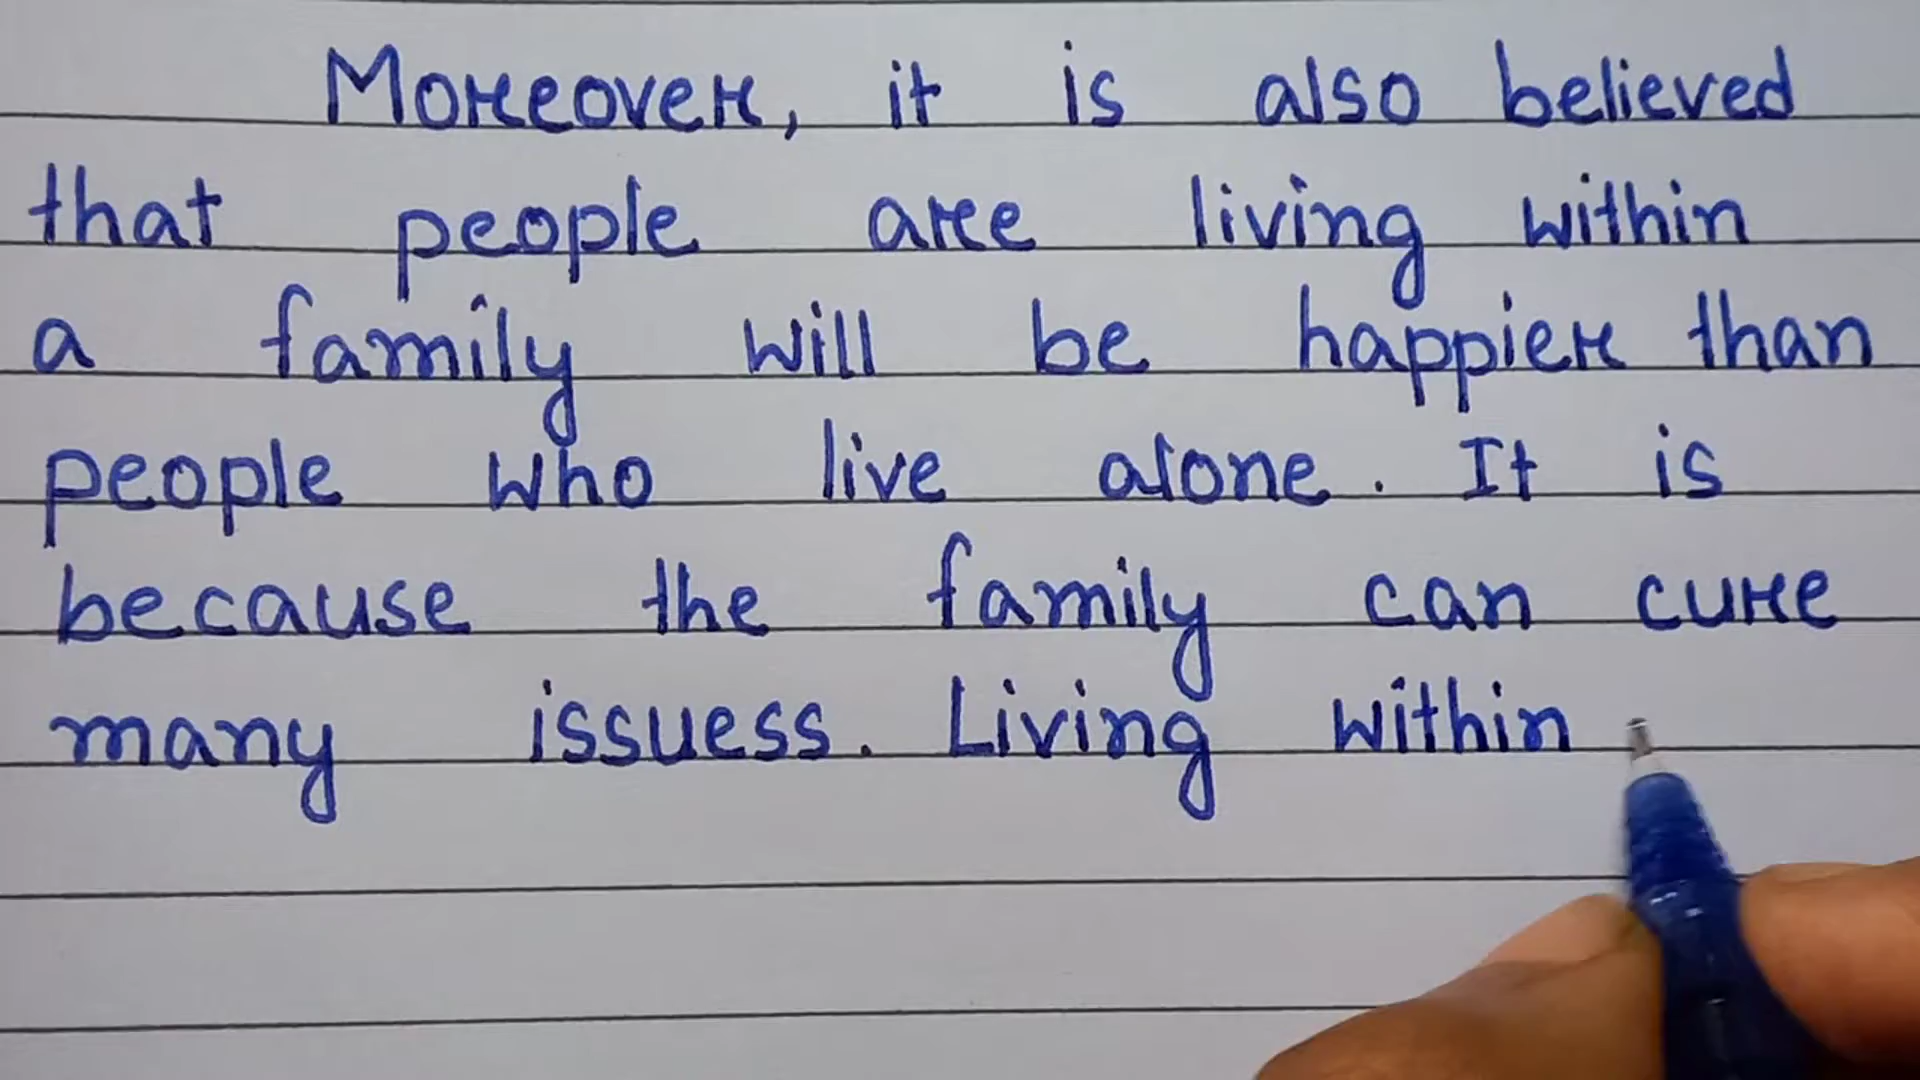 Moreover, it is also believed
that people are living within
a family will be happier than
people who live alone. It is
because the family can cure
many issuess. Living within